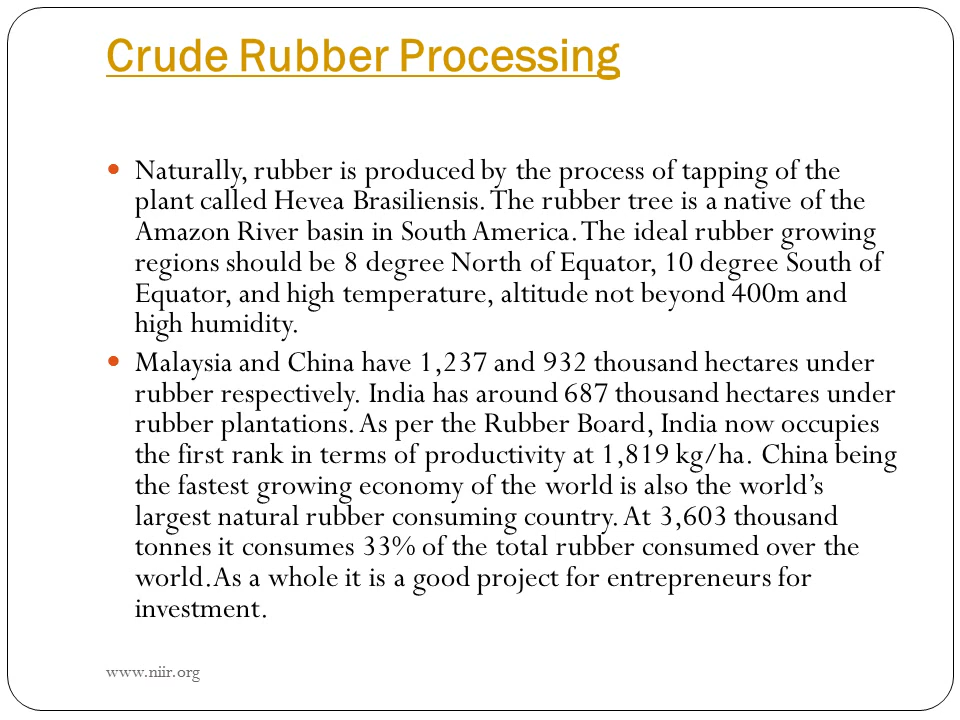 Crude Rubber Processing
Naturally, rubber is produced by the process of tapping of the
plant called Hevea Brasiliensis. The rubber tree is a native of the
Amazon River basin in South America. The ideal rubber growing
regions should be 8 degree North of Equator, 10 degree South of
Equator, and high temperature, altitude not beyond 400m and
high humidity.
Malaysia and China have 1,237 and 932 thousand hectares under
rubber respectively. India has around 687 thousand hectares under
rubber plantations. As per the Rubber Board, India now occupies
the first rank in terms of productivity at 1,819 kg/ha. China being
the fastest growing economy of the world is also the world’s
largest natural rubber consuming country. At 3,603 thousand
tonnes it consumes 33% of the total rubber consumed over the
world. As a whole it is a good project for entrepreneurs for
investment.
www.niir.org